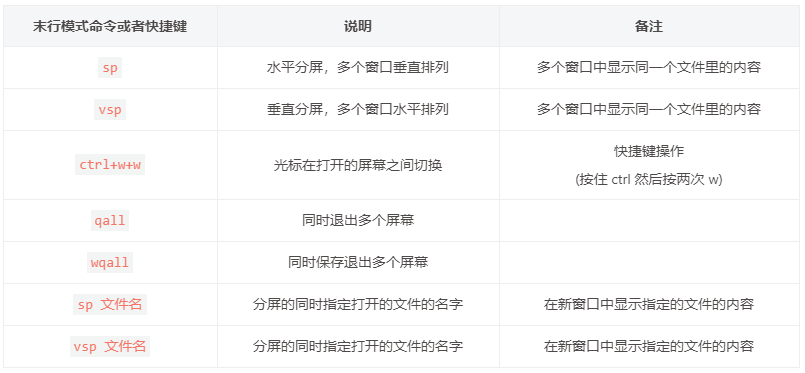 末行模式命令或者快捷键 说明 备注
sp 水平分屏，多个窗口垂直排列 多个窗口中显示同一个文件里的内容
vsp 垂直分屏，多个窗口水平排列 多个窗口中显示同一个文件里的内容
ctrl+w+w 光标在打开的屏幕之间切换 快捷键操作
(按住 ctrl 然后按两次 w)
qall 同时退出多个屏幕
wqall 同时保存退出多个屏幕
sp 文件名 分屏的同时指定打开的文件的名字 在新窗口中显示指定的文件的内容
vsp 文件名 分屏的同时指定打开的文件的名字 在新窗口中显示指定的文件的内容